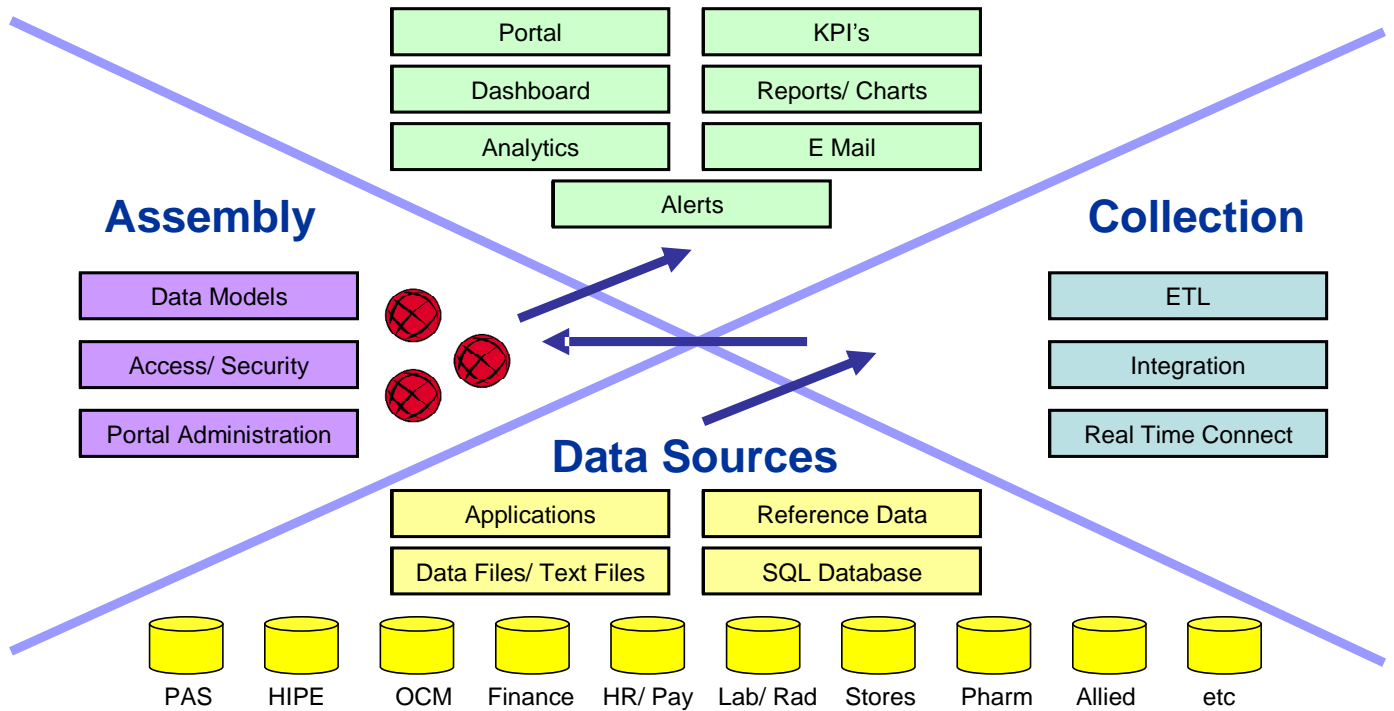 Portal
KPI's
Dashboard
Reports/ Charts
Analytics
E Mail
Alerts
Assembly
Collection
Data Models
ETL
Access/ Security
Integration
Portal Administration
Real Time Connect
Data Sources
Applications
Reference Data
Data Files/ Text Files
SQL Database
PAS
HIPE
OCM
Finance
HR/ Pay
Lab/ Rad
Stores
Pharm
Allied
etc